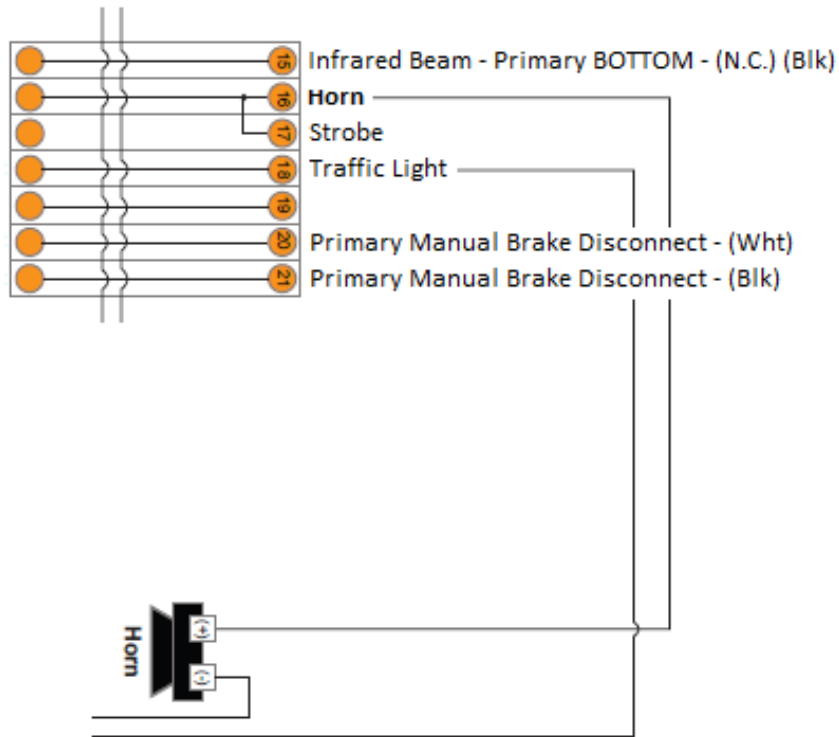 15 Infrared Beam - Primary BOTTOM - (N.C.) (Blk)
16 Horn
17 Strobe
18 Traffic Light
19
20 Primary Manual Brake Disconnect - (Wht)
21 Primary Manual Brake Disconnect - (Blk)
Horn
(+)
(-)